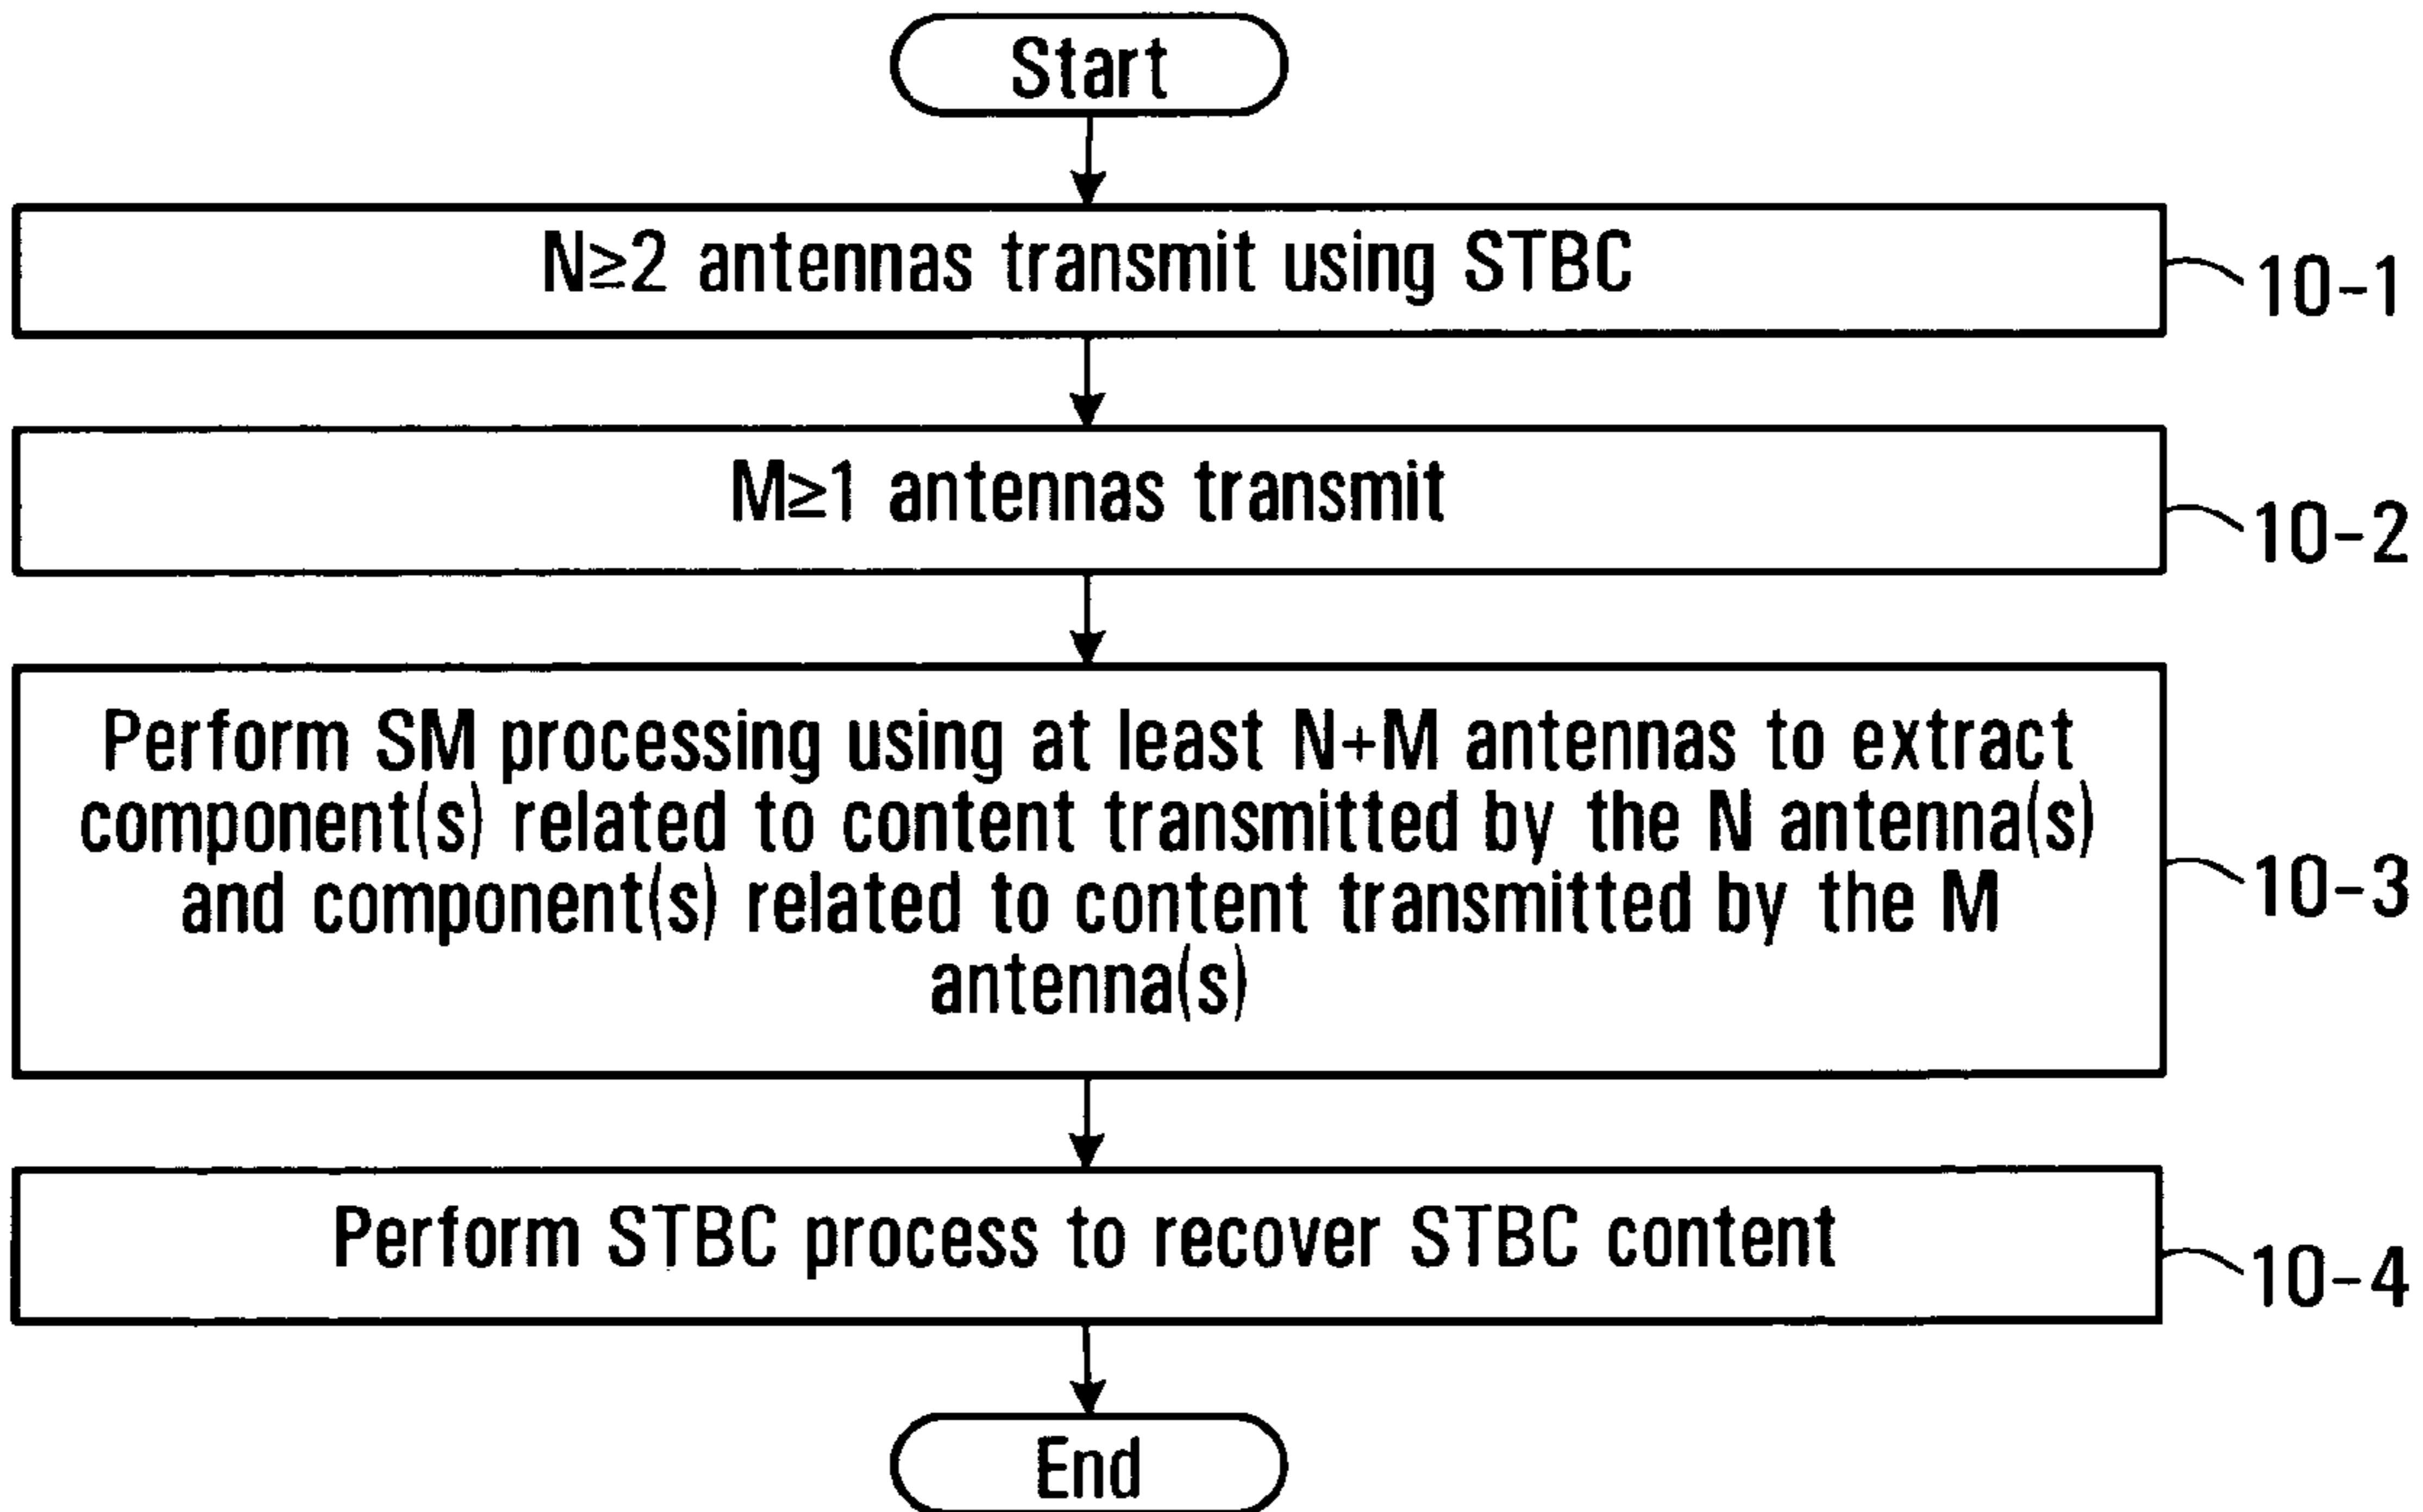 Start
N≥2 antennas transmit using STBC
10-1
M≥1 antennas transmit
10-2
Perform SM processing using at least N+M antennas to extract
component(s) related to content transmitted by the N antenna(s)
and component(s) related to content transmitted by the M
antenna(s)
10-3
Perform STBC process to recover STBC content
10-4
End